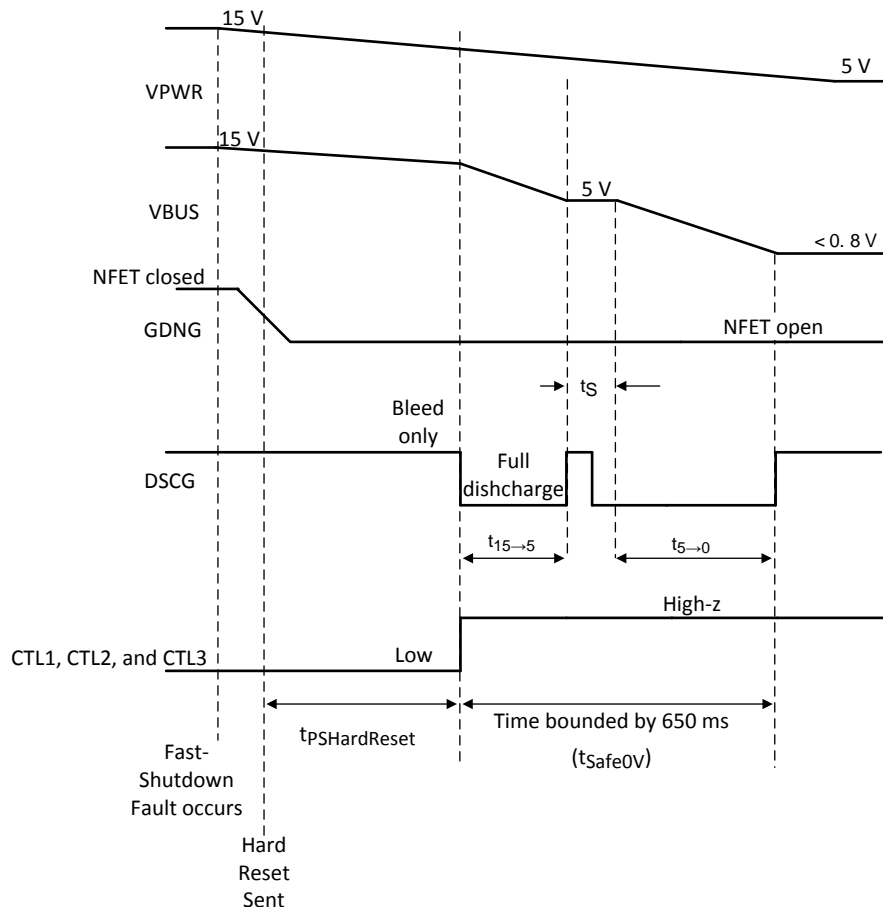 15 V
5 V
VPWR
15 V
5 V
VBUS
< 0. 8 V
NFET closed
GDNG
NFET open
tS
Bleed
only
Full
dishcharge
DSCG
t15→5
t5→0
High-z
CTL1, CTL2, and CTL3
Low
tPSHardReset
Time bounded by 650 ms
(tSafe0V)
Fast-
Shutdown
Fault occurs
Hard
Reset
Sent